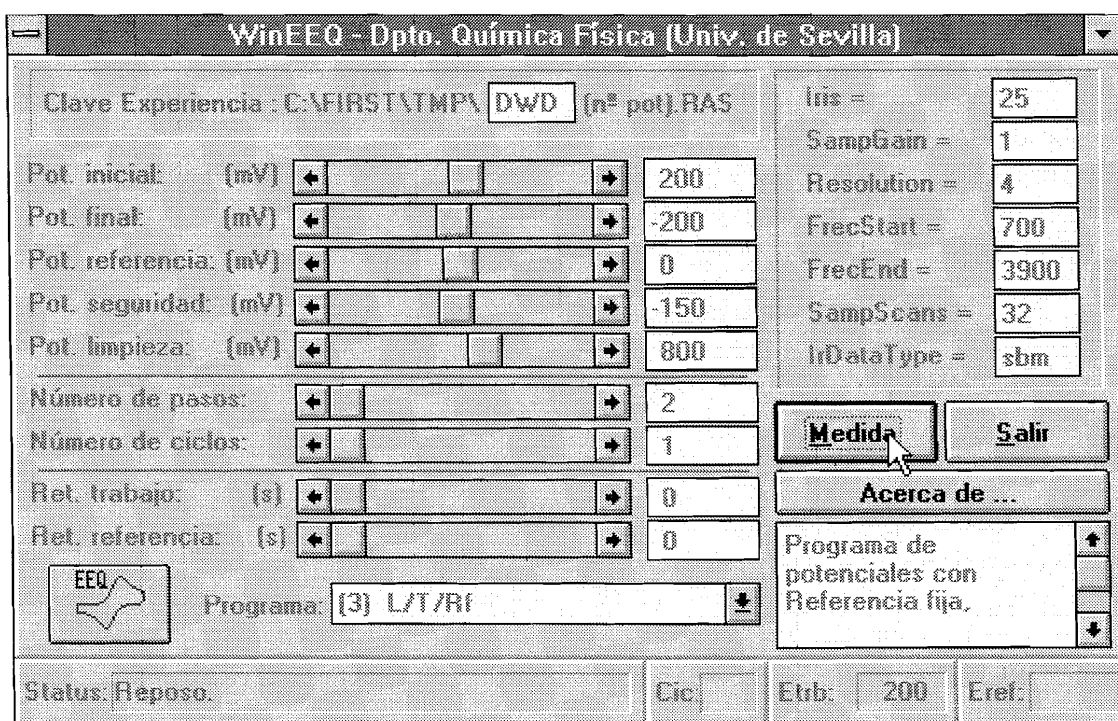 WinEEQ - Dpto. Química Física (Univ. de Sevilla)
Clave Experiencia : C:\FIRST\TMP\ DWD (nº pot).RAS
Pot. inicial: (mV) 200
Pot. final: (mV) -200
Pot. referencia: (mV) 0
Pot. seguridad: (mV) -150
Pot. limpieza: (mV) 800
Número de pasos: 2
Número de ciclos: 1
Ret. trabajo: (s) 0
Ret. referencia: (s) 0
EEQ
Programa: (3) L/T/Rf
Iris = 25
SampGain = 1
Resolution = 4
FrecStart = 700
FrecEnd = 3900
SampScans = 32
IrDataType = sbm
Medida Salir
Acerca de ...
Programa de
potenciales con
Referencia fija,
Status: Reposo. Cic: Etrb: 200 Eref: